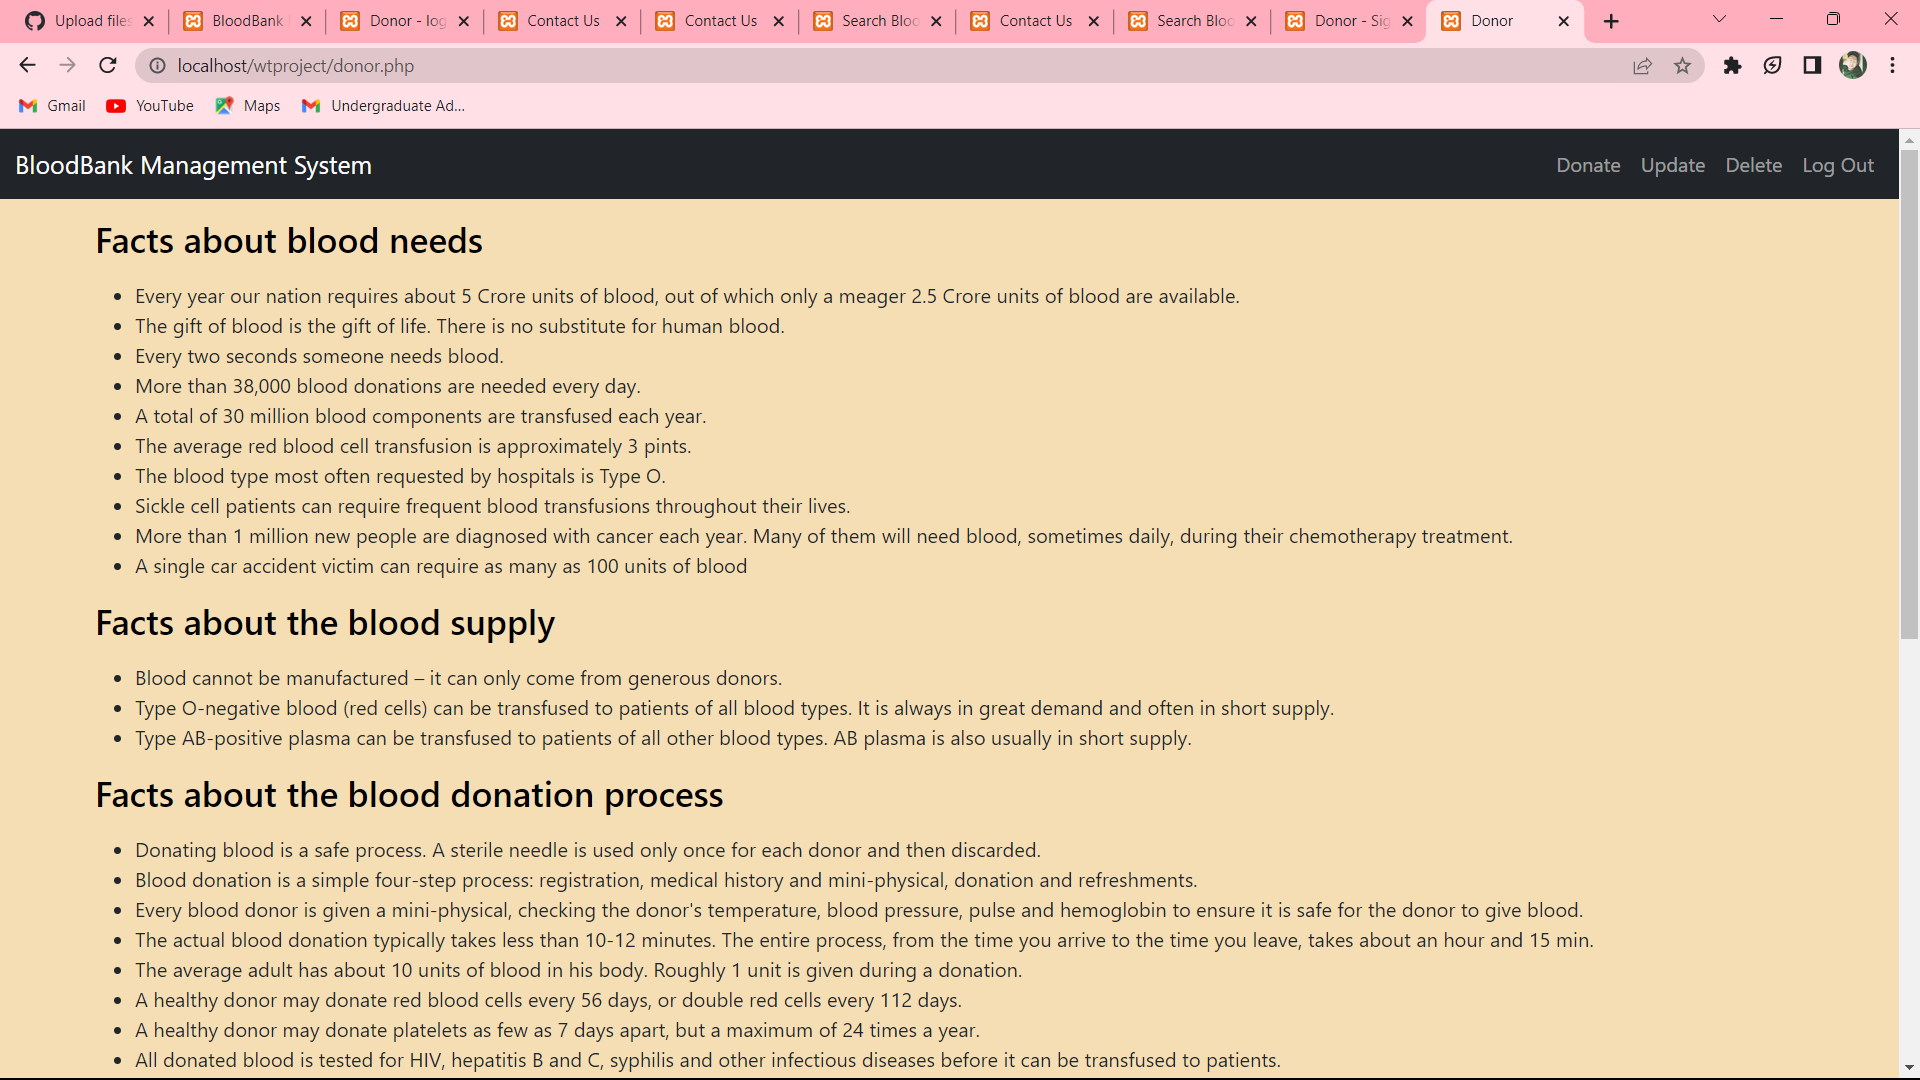 Upload files
BloodBank
Donor - log
Contact Us
Contact Us
Search Bloo
Contact Us
Search Bloo
Donor - Sig
Donor
localhost/wtproject/donor.php
Gmail
YouTube
Maps
Undergraduate Ad...
BloodBank Management System
Donate
Update
Delete
Log Out
Facts about blood needs
• Every year our nation requires about 5 Crore units of blood, out of which only a meager 2.5 Crore units of blood are available.
• The gift of blood is the gift of life. There is no substitute for human blood.
• Every two seconds someone needs blood.
• More than 38,000 blood donations are needed every day.
• A total of 30 million blood components are transfused each year.
• The average red blood cell transfusion is approximately 3 pints.
• The blood type most often requested by hospitals is Type O.
• Sickle cell patients can require frequent blood transfusions throughout their lives.
• More than 1 million new people are diagnosed with cancer each year. Many of them will need blood, sometimes daily, during their chemotherapy treatment.
• A single car accident victim can require as many as 100 units of blood
Facts about the blood supply
• Blood cannot be manufactured – it can only come from generous donors.
• Type O-negative blood (red cells) can be transfused to patients of all blood types. It is always in great demand and often in short supply.
• Type AB-positive plasma can be transfused to patients of all other blood types. AB plasma is also usually in short supply.
Facts about the blood donation process
• Donating blood is a safe process. A sterile needle is used only once for each donor and then discarded.
• Blood donation is a simple four-step process: registration, medical history and mini-physical, donation and refreshments.
• Every blood donor is given a mini-physical, checking the donor's temperature, blood pressure, pulse and hemoglobin to ensure it is safe for the donor to give blood.
• The actual blood donation typically takes less than 10-12 minutes. The entire process, from the time you arrive to the time you leave, takes about an hour and 15 min.
• The average adult has about 10 units of blood in his body. Roughly 1 unit is given during a donation.
• A healthy donor may donate red blood cells every 56 days, or double red cells every 112 days.
• A healthy donor may donate platelets as few as 7 days apart, but a maximum of 24 times a year.
• All donated blood is tested for HIV, hepatitis B and C, syphilis and other infectious diseases before it can be transfused to patients.